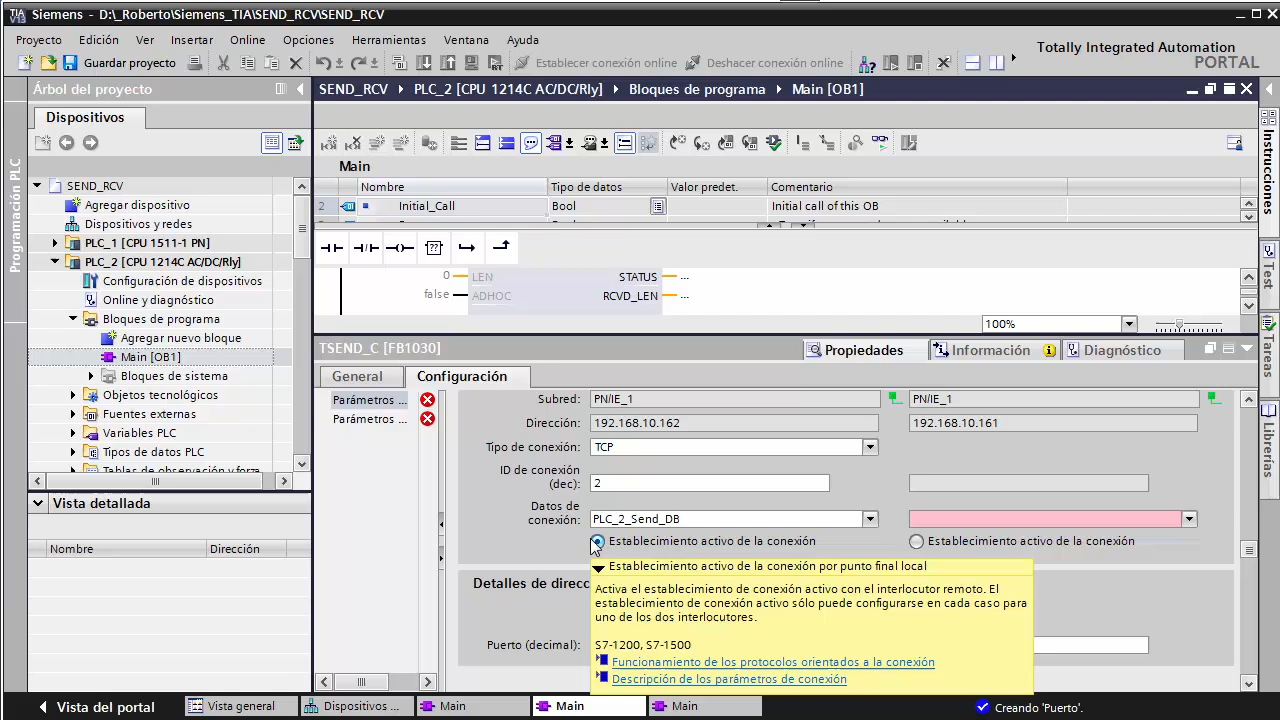 TIA
V13
Siemens - D:\_Roberto\Siemens_TIA\SEND_RCV\SEND_RCV
Proyecto Edición Ver Insertar Online Opciones Herramientas Ventana Ayuda
Totally Integrated Automation
PORTAL
Guardar proyecto
Establecer conexión online
Deshacer conexión online
Programación PLC
Árbol del proyecto
Dispositivos
SEND_RCV
Agregar dispositivo
Dispositivos y redes
PLC_1 [CPU 1511-1 PN]
PLC_2 [CPU 1214C AC/DC/Rly]
Configuración de dispositivos
Online y diagnóstico
Bloques de programa
Agregar nuevo bloque
Main [OB1]
Bloques de sistema
Objetos tecnológicos
Fuentes externas
Variables PLC
Tipos de datos PLC
Tablas de observación y forza
Vista detallada
Nombre Dirección
SEND_RCV PLC_2 [CPU 1214C AC/DC/Rly] Bloques de programa Main [OB1]
Main
Nombre Tipo de datos Valor predet. Comentario
2 Initial_Call Bool Initial call of this OB
0 LEN STATUS ...
false ADHOC RCVD_LEN ...
100%
TSEND_C [FB1030]
Propiedades Información Diagnóstico
General Configuración
Parámetros ...
Parámetros ...
Subred: PN/IE_1 PN/IE_1
Dirección: 192.168.10.162 192.168.10.161
Tipo de conexión: TCP
ID de conexión
(dec): 2
Datos de
conexión: PLC_2_Send_DB
Establecimiento activo de la conexión Establecimiento activo de la conexión
Detalles de direcc
Puerto (decimal):
Establecimiento activo de la conexión por punto final local
Activa el establecimiento de conexión activo con el interlocutor remoto. El
establecimiento de conexión activo sólo puede configurarse en cada caso para
uno de los dos interlocutores.
S7-1200, S7-1500
Funcionamiento de los protocolos orientados a la conexión
Descripción de los parámetros de conexión
Instrucciones
Test
Tareas
Librerías
Vista del portal
Vista general
Dispositivos ...
Main
Main
Main
Creando 'Puerto'.